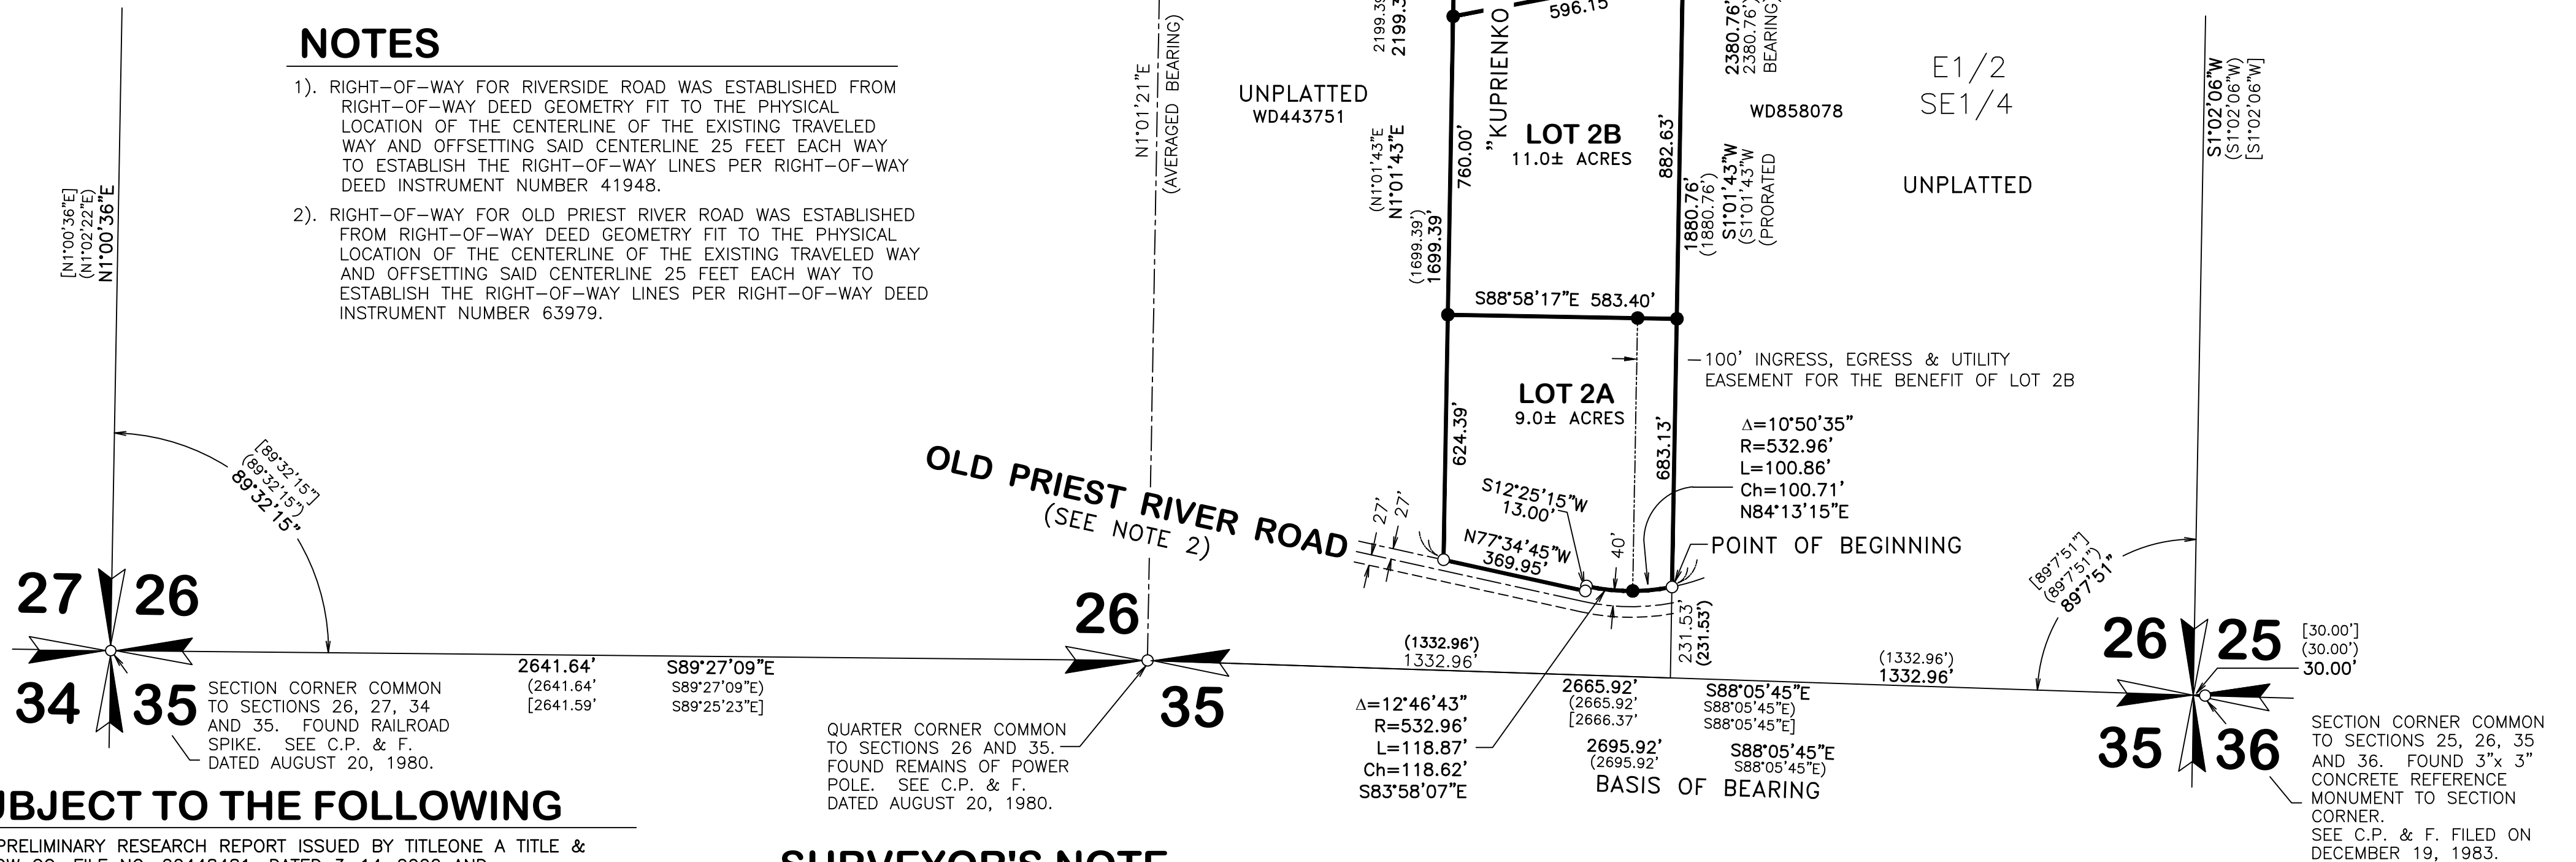 NOTES
1). RIGHT-OF-WAY FOR RIVERSIDE ROAD WAS ESTABLISHED FROM
RIGHT-OF-WAY DEED GEOMETRY FIT TO THE PHYSICAL
LOCATION OF THE CENTERLINE OF THE EXISTING TRAVELED
WAY AND OFFSETTING SAID CENTERLINE 25 FEET EACH WAY
TO ESTABLISH THE RIGHT-OF-WAY LINES PER RIGHT-OF-WAY
DEED INSTRUMENT NUMBER 41948.
2). RIGHT-OF-WAY FOR OLD PRIEST RIVER ROAD WAS ESTABLISHED
FROM RIGHT-OF-WAY DEED GEOMETRY FIT TO THE PHYSICAL
LOCATION OF THE CENTERLINE OF THE EXISTING TRAVELED WAY
AND OFFSETTING SAID CENTERLINE 25 FEET EACH WAY TO
ESTABLISH THE RIGHT-OF-WAY LINES PER RIGHT-OF-WAY DEED
INSTRUMENT NUMBER 63979.
[N1°00'36"E]
(N1°02'22"E)
N1°00'36"E
[89°32'15"]
(89°32'15")
89°32'15"
27 26
34 35
SECTION CORNER COMMON
TO SECTIONS 26, 27, 34
AND 35. FOUND RAILROAD
SPIKE. SEE C.P. & F.
DATED AUGUST 20, 1980.
2641.64' S89°27'09"E
(2641.64' S89°27'09"E)
[2641.59' S89°25'23"E]
N1°01'21"E
(AVERAGED BEARING)
UNPLATTED
WD443751
2199.3
(N1°01'43"E
N1°01'43"E
(1699.39')
1699.39'
596.15
"KUPRIENKO
760.00'
LOT 2B
11.0± ACRES
882.63'
2380.76'
2380.76'
BEARING)
1880.76'
(1880.76')
S1°01'43"W
(S1°01'43"W
(PRORATED
WD858078
E1/2
SE1/4
UNPLATTED
S1°02'06"W
(S1°02'06"W)
[S1°02'06"W]
S88°58'17"E 583.40'
100' INGRESS, EGRESS & UTILITY
EASEMENT FOR THE BENEFIT OF LOT 2B
LOT 2A
9.0± ACRES
624.39'
683.13'
Δ=10°50'35"
R=532.96'
L=100.86'
Ch=100.71'
N84°13'15"E
S12°25'15"W
13.00'
N77°34'45"W
369.95'
40'
27'
27'
POINT OF BEGINNING
OLD PRIEST RIVER ROAD
(SEE NOTE 2)
231.53'
(231.53')
26
35
QUARTER CORNER COMMON
TO SECTIONS 26 AND 35.
FOUND REMAINS OF POWER
POLE. SEE C.P. & F.
DATED AUGUST 20, 1980.
(1332.96')
1332.96'
(1332.96')
1332.96'
Δ=12°46'43"
R=532.96'
L=118.87'
Ch=118.62'
S83°58'07"E
2665.92' S88°05'45"E
(2665.92' S88°05'45"E)
[2666.37' S88°05'45"E]
2695.92' S88°05'45"E
(2695.92' S88°05'45"E)
BASIS OF BEARING
[89°7'51"]
(89°7'51")
89°7'51"
26 25
35 36
[30.00']
(30.00')
30.00'
SECTION CORNER COMMON
TO SECTIONS 25, 26, 35
AND 36. FOUND 3"x 3"
CONCRETE REFERENCE
MONUMENT TO SECTION
CORNER.
SEE C.P. & F. FILED ON
DECEMBER 19, 1983.
UBJECT TO THE FOLLOWING
PRELIMINARY RESEARCH REPORT ISSUED BY TITLEONE A TITLE &
SURVEYOR'S NOTE